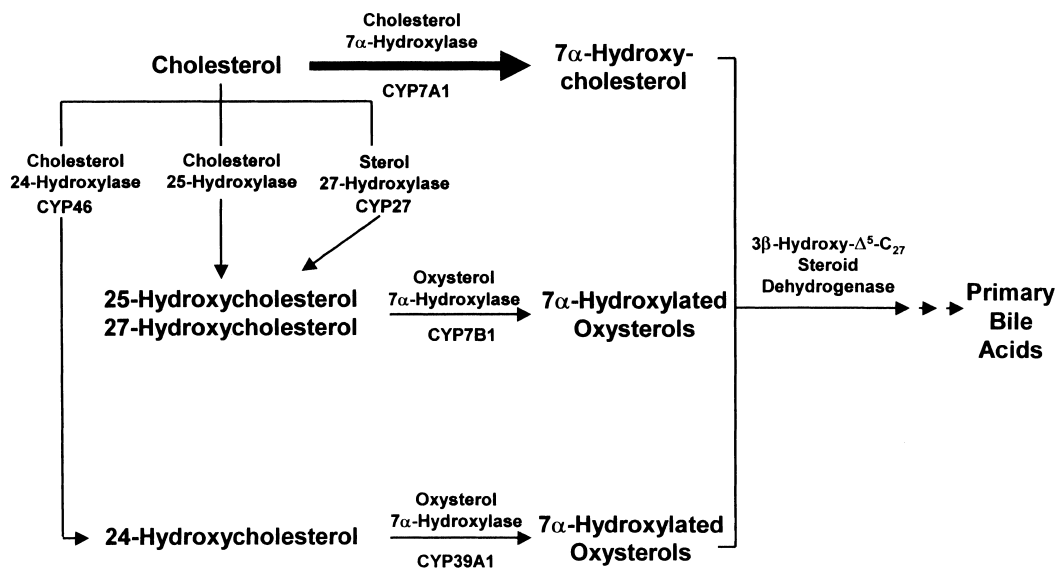 Cholesterol
Cholesterol
7α-Hydroxylase
CYP7A1
7α-Hydroxy-
cholesterol
Cholesterol
24-Hydroxylase
CYP46
Cholesterol
25-Hydroxylase
Sterol
27-Hydroxylase
CYP27
25-Hydroxycholesterol
27-Hydroxycholesterol
Oxysterol
7α-Hydroxylase
CYP7B1
7α-Hydroxylated
Oxysterols
3β-Hydroxy-Δ⁵-C₂₇
Steroid
Dehydrogenase
Primary
Bile
Acids
24-Hydroxycholesterol
Oxysterol
7α-Hydroxylase
CYP39A1
7α-Hydroxylated
Oxysterols